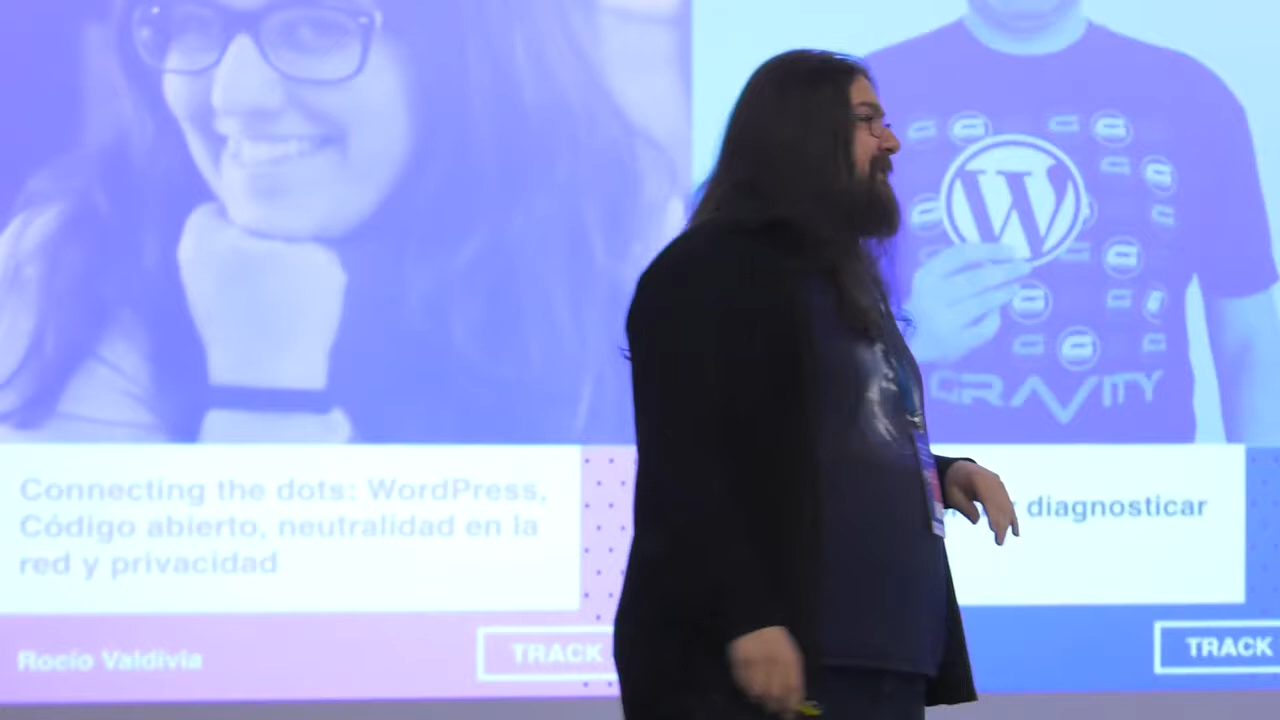 Connecting the dots: WordPress,
Código abierto, neutralidad en la
red y privacidad
Rocío Valdivia
TRACK
W
GRAVITY
diagnosticar
TRACK